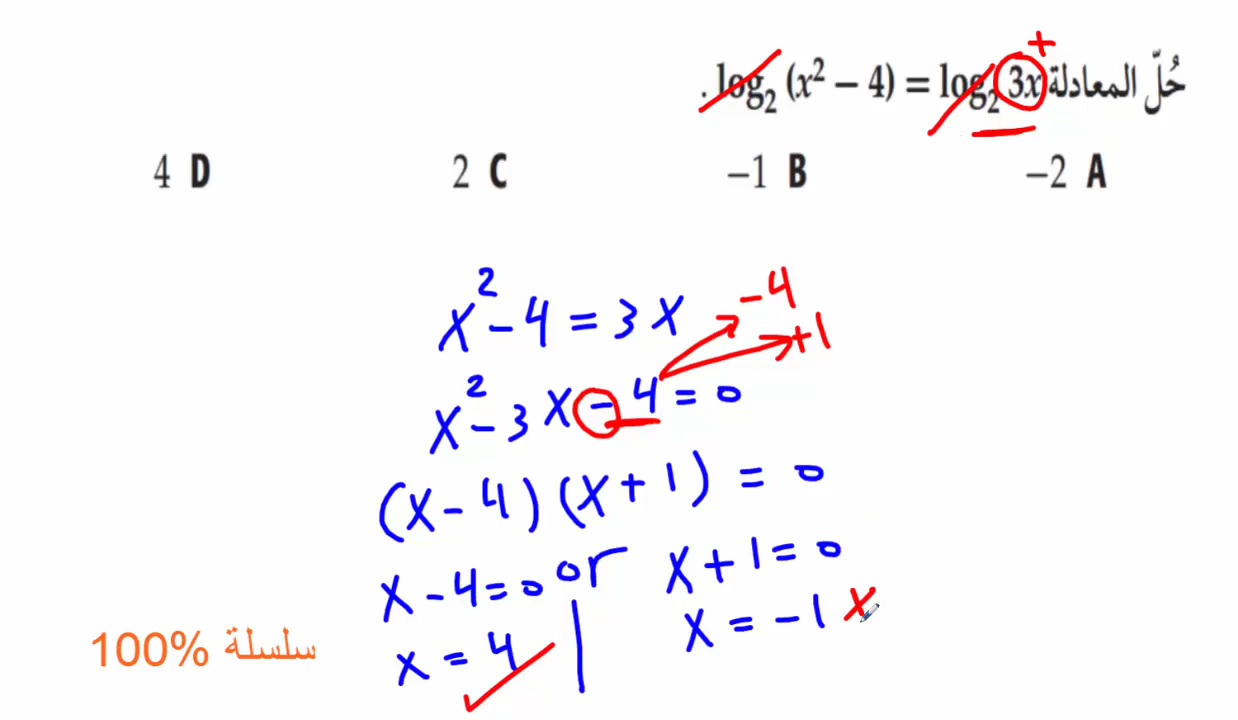 حُلّ المعادلة log₂ (x² − 4) = log₂ 3x .
+
−2 A −1 B 2 C 4 D
x² - 4 = 3x
-4
+1
x² - 3x - 4 = 0
(x - 4) (x + 1) = 0
x - 4 = 0 or x + 1 = 0
x = 4 x = -1 x
سلسلة 100%